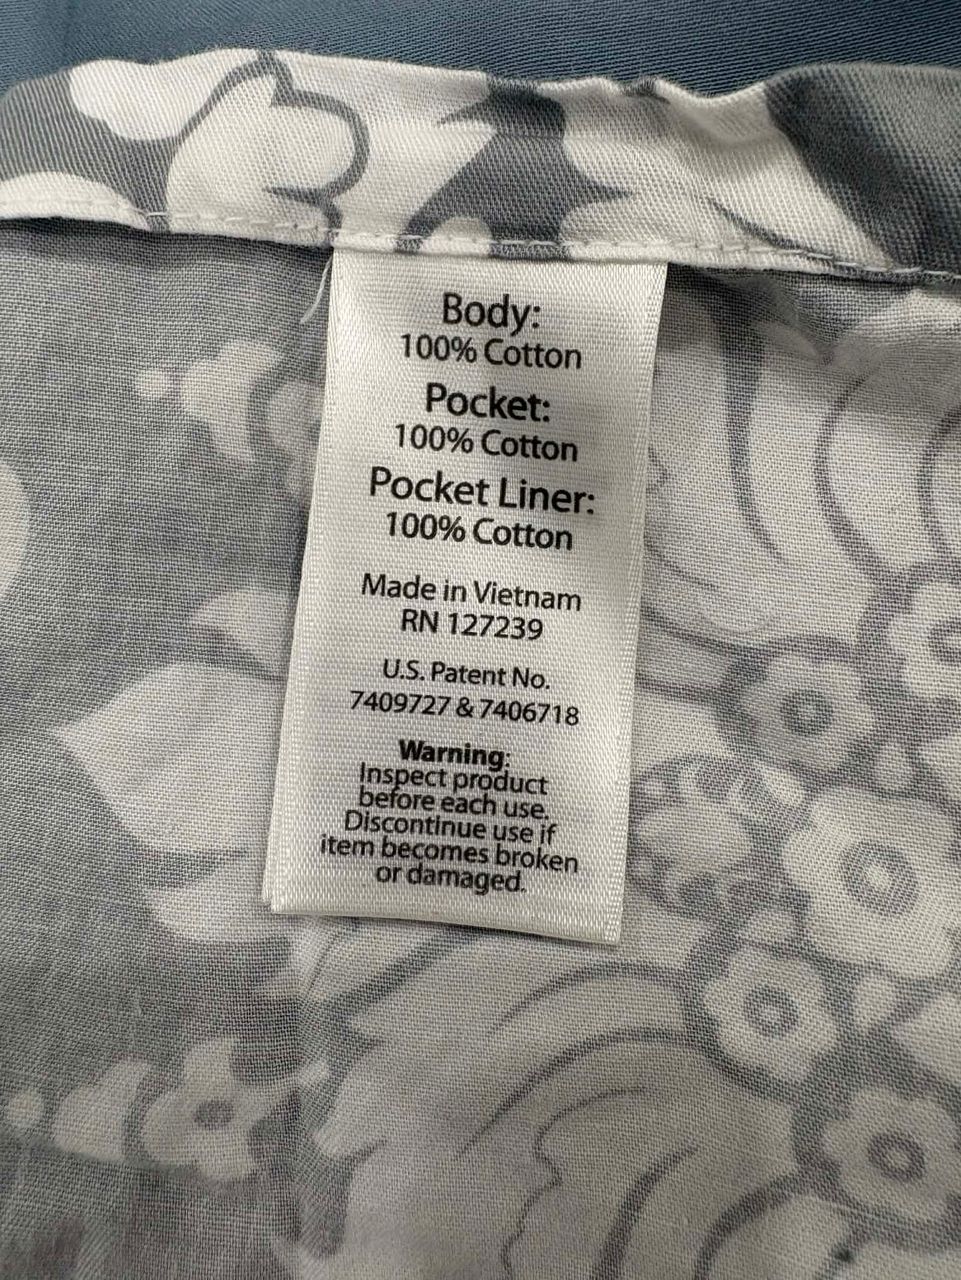 Body:
100% Cotton
Pocket:
100% Cotton
Pocket Liner:
100% Cotton
Made in Vietnam
RN 127239
U.S. Patent No.
7409727 & 7406718
Warning:
Inspect product
before each use.
Discontinue use if
item becomes broken
or damaged.